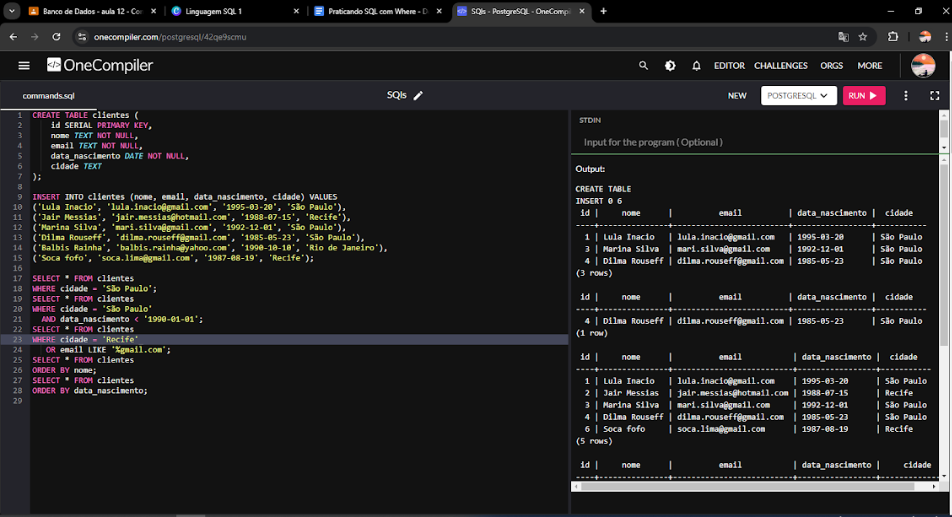 Banco de Dados - aula 12 - Co
Linguagem SQL 1
Praticando SQL com Where - D
SQls - PostgreSQL - OneCompil
onecompiler.com/postgresql/42qe9scmu
OneCompiler
EDITOR CHALLENGES ORGS MORE
commands.sql
SQls
NEW
POSTGRESQL
RUN
1 CREATE TABLE clientes (
2 id SERIAL PRIMARY KEY,
3 nome TEXT NOT NULL,
4 email TEXT NOT NULL,
5 data_nascimento DATE NOT NULL,
6 cidade TEXT
7 );
8
9 INSERT INTO clientes (nome, email, data_nascimento, cidade) VALUES
10 ('Lula Inacio', 'lula.inacio@gmail.com', '1995-03-20', 'São Paulo'),
11 ('Jair Messias', 'jair.messias@hotmail.com', '1988-07-15', 'Recife'),
12 ('Marina Silva', 'mari.silva@gmail.com', '1992-12-01', 'São Paulo'),
13 ('Dilma Rouseff', 'dilma.rouseff@gmail.com', '1985-05-23', 'São Paulo'),
14 ('Balbis Rainha', 'balbis.rainha@yahoo.com', '1990-10-10', 'Rio de Janeiro'),
15 ('Soca fofo', 'soca.lima@gmail.com', '1987-08-19', 'Recife');
16
17 SELECT * FROM clientes
18 WHERE cidade = 'São Paulo';
19 SELECT * FROM clientes
20 WHERE cidade = 'São Paulo'
21 AND data_nascimento < '1990-01-01';
22 SELECT * FROM clientes
23 WHERE cidade = 'Recife'
24 OR email LIKE '%gmail.com';
25 SELECT * FROM clientes
26 ORDER BY nome;
27 SELECT * FROM clientes
28 ORDER BY data_nascimento;
29
STDIN
Input for the program ( Optional )
Output:
CREATE TABLE
INSERT 0 6
id | nome | email | data_nascimento | cidade
----+---------------+-------------------------+-----------------+-----------
1 | Lula Inacio | lula.inacio@gmail.com | 1995-03-20 | São Paulo
3 | Marina Silva | mari.silva@gmail.com | 1992-12-01 | São Paulo
4 | Dilma Rouseff | dilma.rouseff@gmail.com | 1985-05-23 | São Paulo
(3 rows)
id | nome | email | data_nascimento | cidade
----+---------------+-------------------------+-----------------+-----------
4 | Dilma Rouseff | dilma.rouseff@gmail.com | 1985-05-23 | São Paulo
(1 row)
id | nome | email | data_nascimento | cidade
----+---------------+--------------------------+-----------------+-----------
1 | Lula Inacio | lula.inacio@gmail.com | 1995-03-20 | São Paulo
2 | Jair Messias | jair.messias@hotmail.com | 1988-07-15 | Recife
3 | Marina Silva | mari.silva@gmail.com | 1992-12-01 | São Paulo
4 | Dilma Rouseff | dilma.rouseff@gmail.com | 1985-05-23 | São Paulo
6 | Soca fofo | soca.lima@gmail.com | 1987-08-19 | Recife
(5 rows)
id | nome | email | data_nascimento | cidade